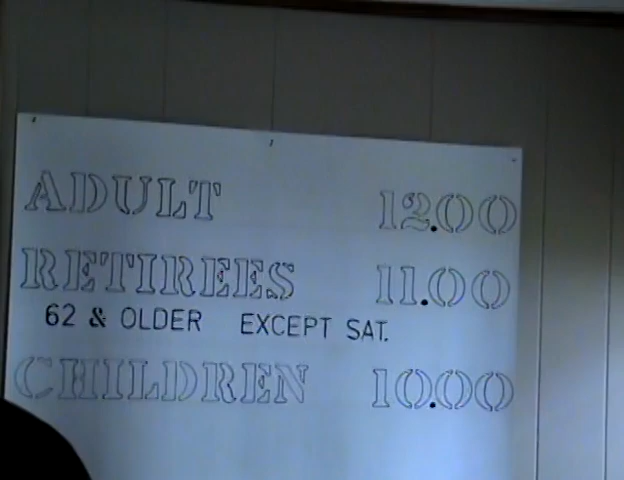 ADULT 12.00
RETIREES 11.00
62 & OLDER EXCEPT SAT.
CHILDREN 10.00